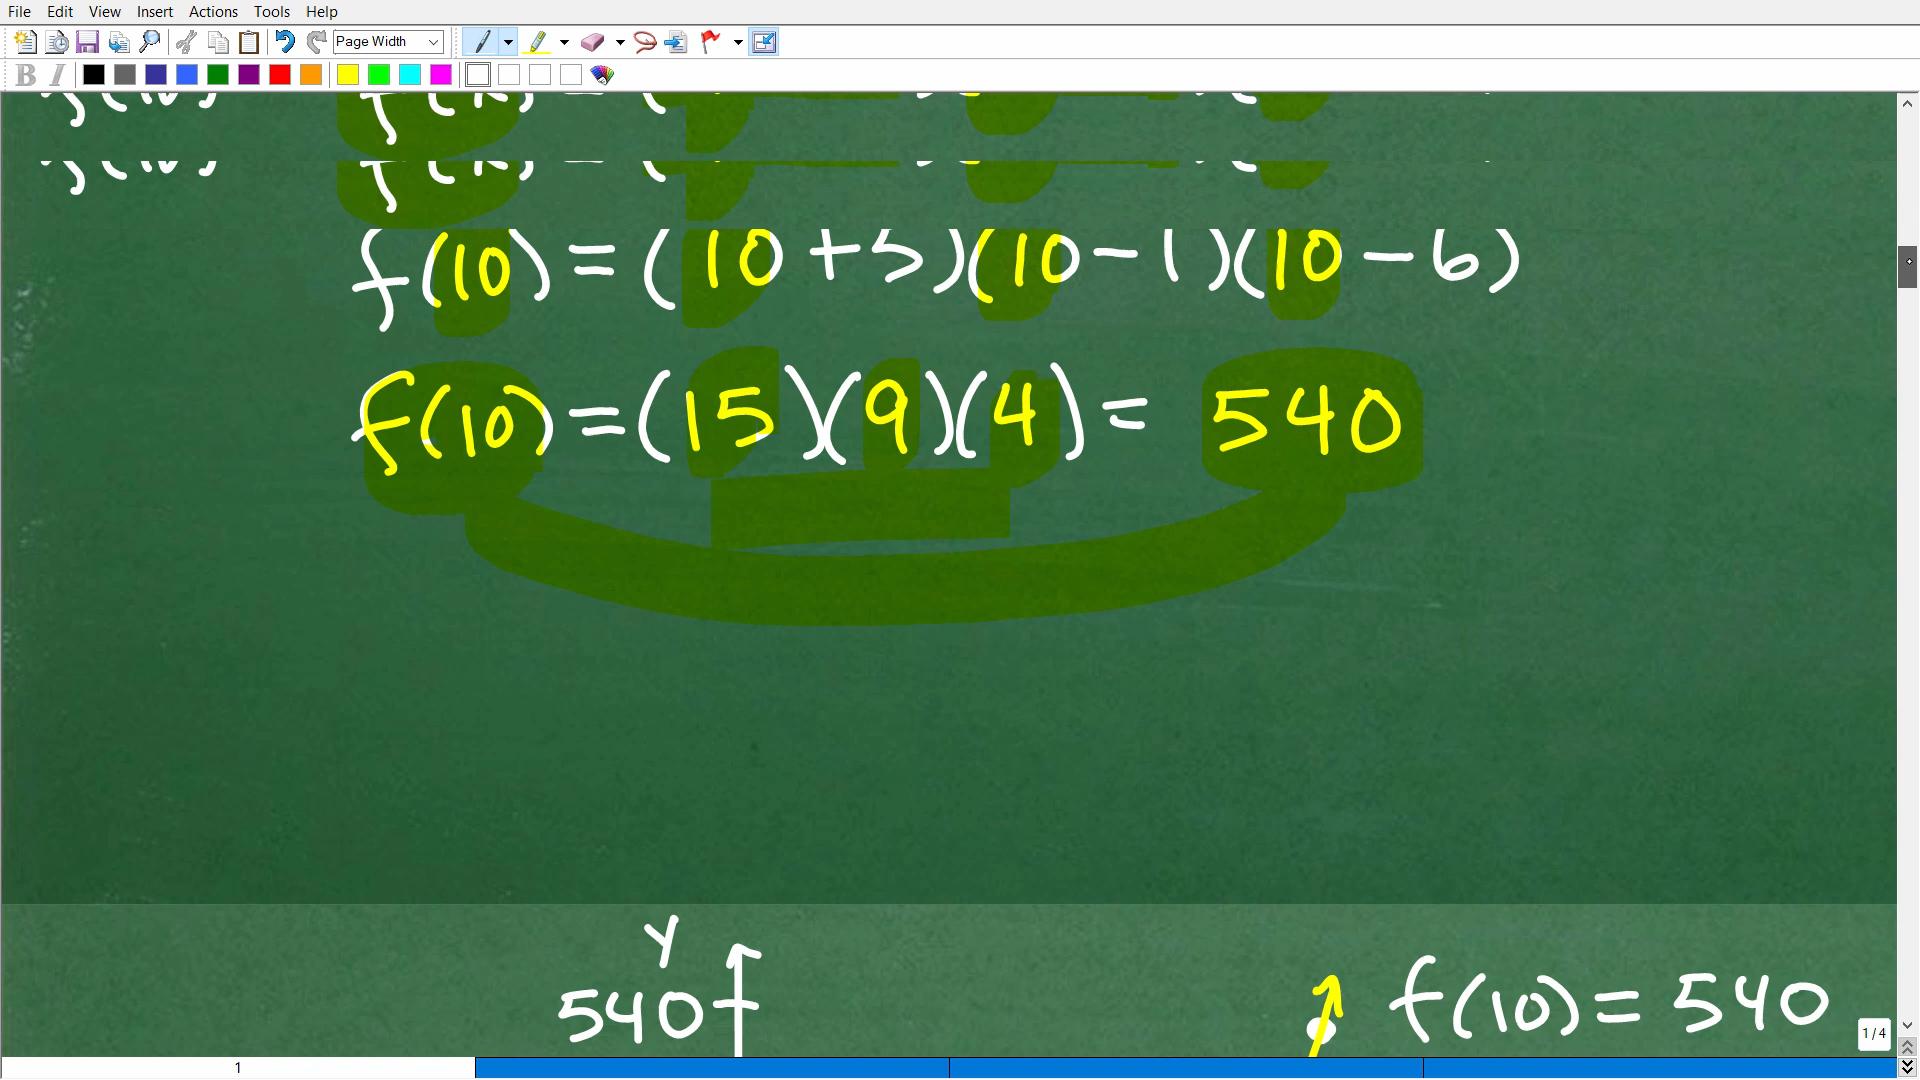 File Edit View Insert Actions Tools Help
Page Width
B I
f(10) = (10+5)(10-1)(10-6)
f(10) = (15)(9)(4) = 540
Y
540
f(10) = 540
1 / 4
1